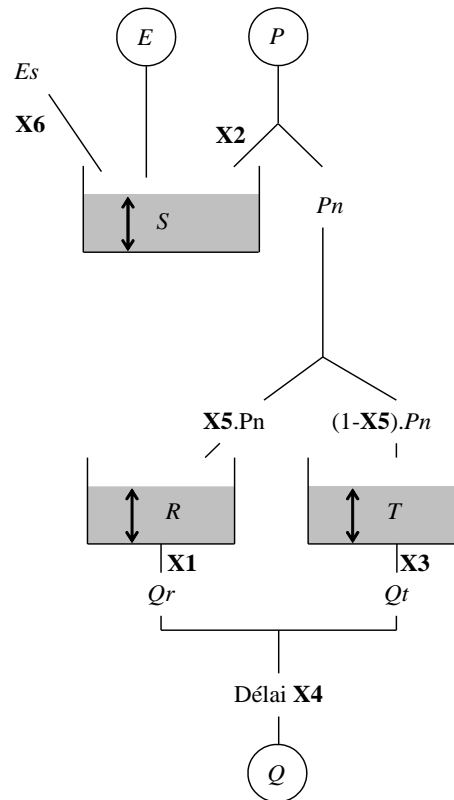 E
P
Es
X6
X2
S
Pn
X5.Pn
(1-X5).Pn
R
T
X1
X3
Qr
Qt
Délai X4
Q